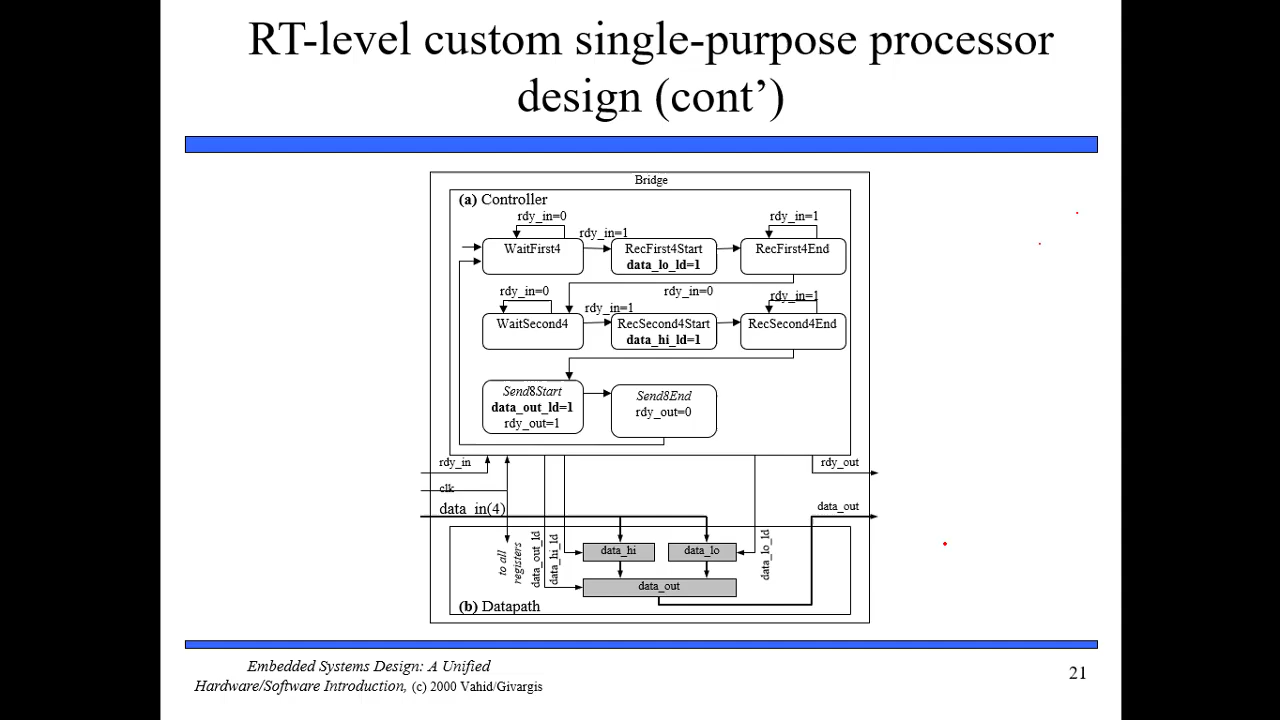 RT-level custom single-purpose processor
design (cont’)
Bridge
(a) Controller
rdy_in=0
rdy_in=1
rdy_in=1
WaitFirst4
RecFirst4Start
data_lo_ld=1
RecFirst4End
rdy_in=0
rdy_in=0
rdy_in=1
rdy_in=1
WaitSecond4
RecSecond4Start
data_hi_ld=1
RecSecond4End
Send8Start
data_out_ld=1
rdy_out=1
Send8End
rdy_out=0
rdy_in
rdy_out
clk
data_in(4)
data_out
to all
registers
data_out_ld
data_hi_ld
data_hi
data_lo
data_lo_ld
data_out
(b) Datapath
Embedded Systems Design: A Unified
Hardware/Software Introduction, (c) 2000 Vahid/Givargis
21